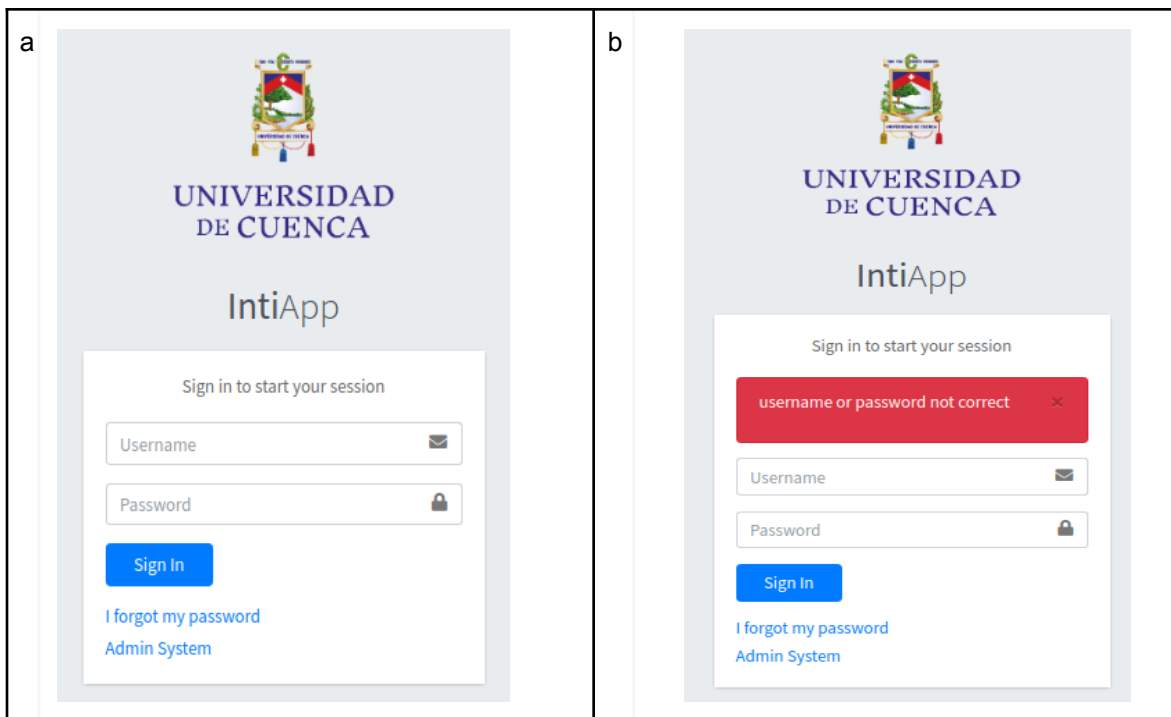 a
UNIVERSIDAD
DE CUENCA
IntiApp
Sign in to start your session
Username
Password
Sign In
I forgot my password
Admin System
b
UNIVERSIDAD
DE CUENCA
IntiApp
Sign in to start your session
username or password not correct ×
Username
Password
Sign In
I forgot my password
Admin System